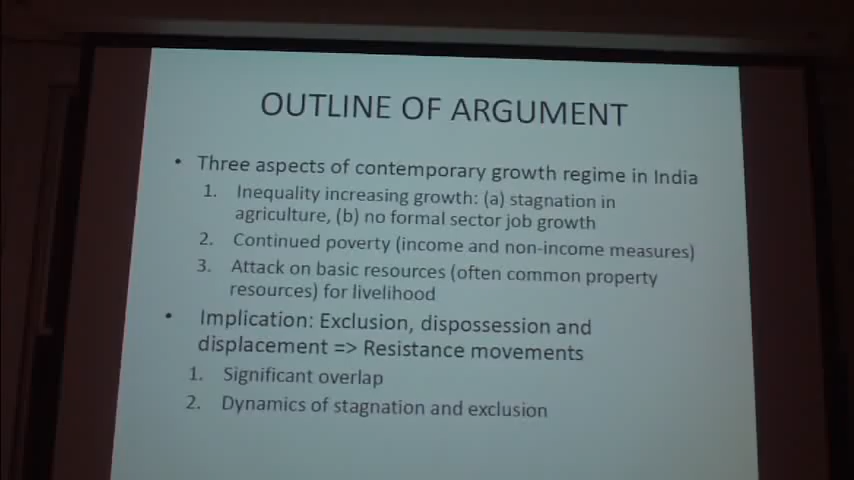 OUTLINE OF ARGUMENT
• Three aspects of contemporary growth regime in India
1. Inequality increasing growth: (a) stagnation in
agriculture, (b) no formal sector job growth
2. Continued poverty (income and non-income measures)
3. Attack on basic resources (often common property
resources) for livelihood
• Implication: Exclusion, dispossession and
displacement => Resistance movements
1. Significant overlap
2. Dynamics of stagnation and exclusion